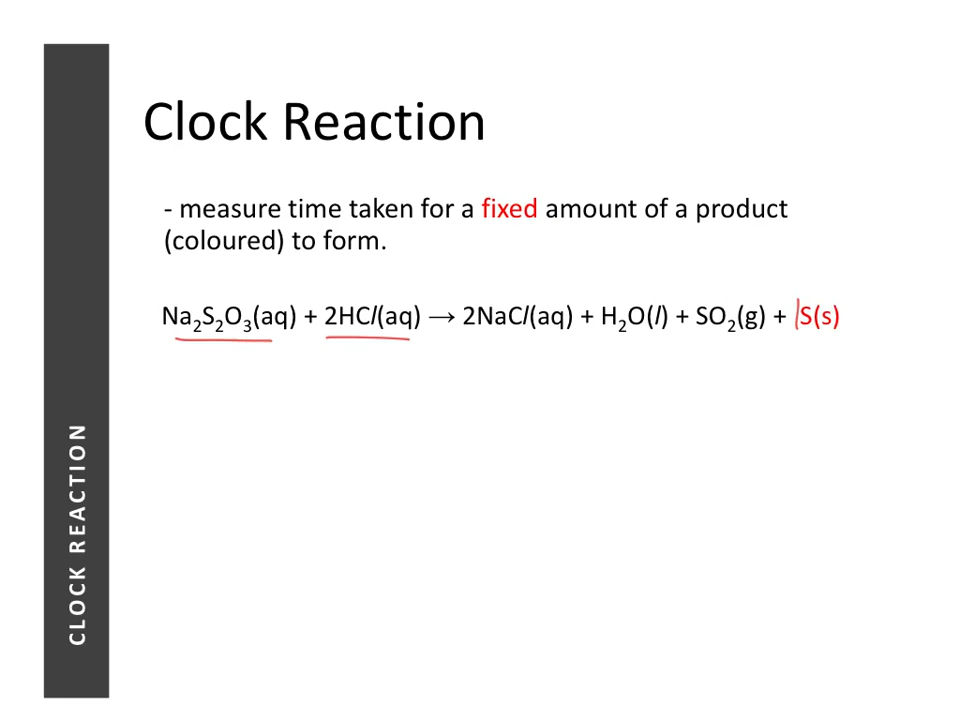 Clock Reaction
- measure time taken for a fixed amount of a product
(coloured) to form.
Na₂S₂O₃(aq) + 2HCl(aq) → 2NaCl(aq) + H₂O(l) + SO₂(g) + S(s)
CLOCK REACTION